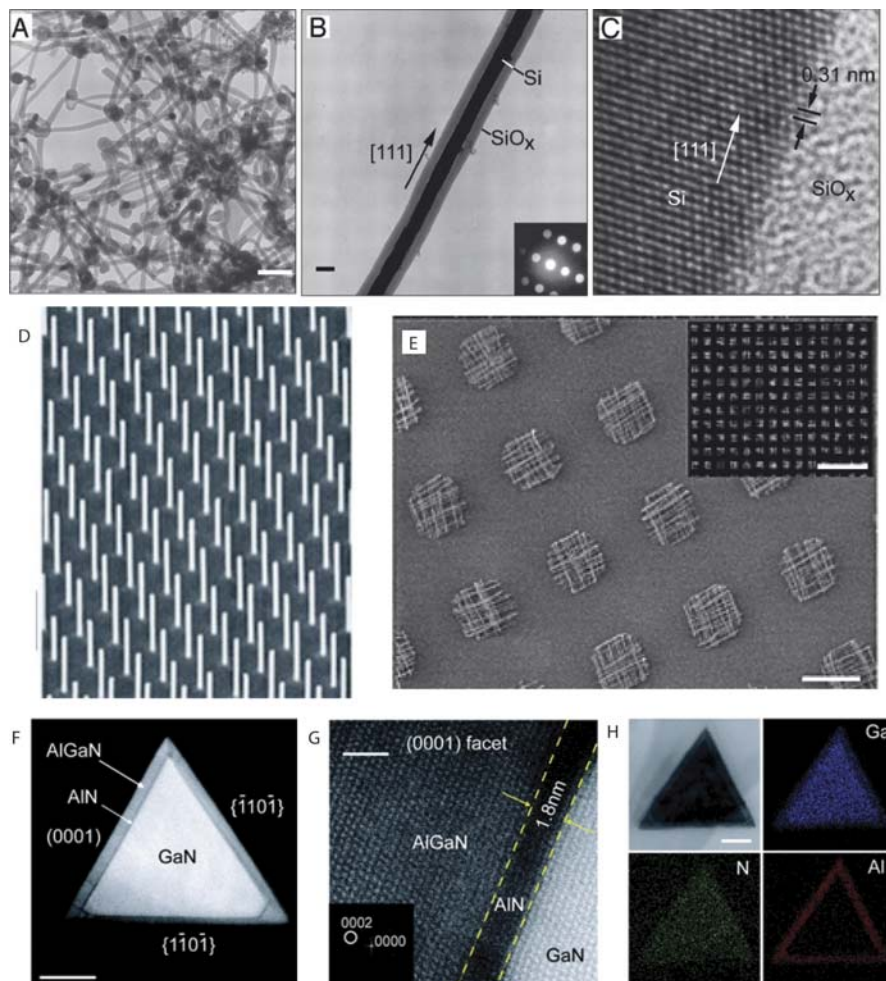 A
B
Si
[111]
SiOx
C
0.31 nm
[111]
Si
SiOx
D
E
F
AlGaN
AlN
(0001)
GaN
{1̄101̄}
{11̄01̄}
G
(0001) facet
1.8nm
AlGaN
AlN
GaN
0002
0000
H
Ga
N
Al